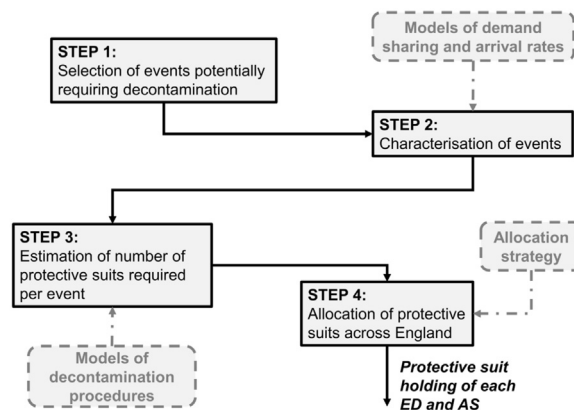 Models of demand
sharing and arrival rates
STEP 1:
Selection of events potentially
requiring decontamination
STEP 2:
Characterisation of events
STEP 3:
Estimation of number of
protective suits required
per event
Allocation
strategy
STEP 4:
Allocation of protective
suits across England
Models of
decontamination
procedures
Protective suit
holding of each
ED and AS